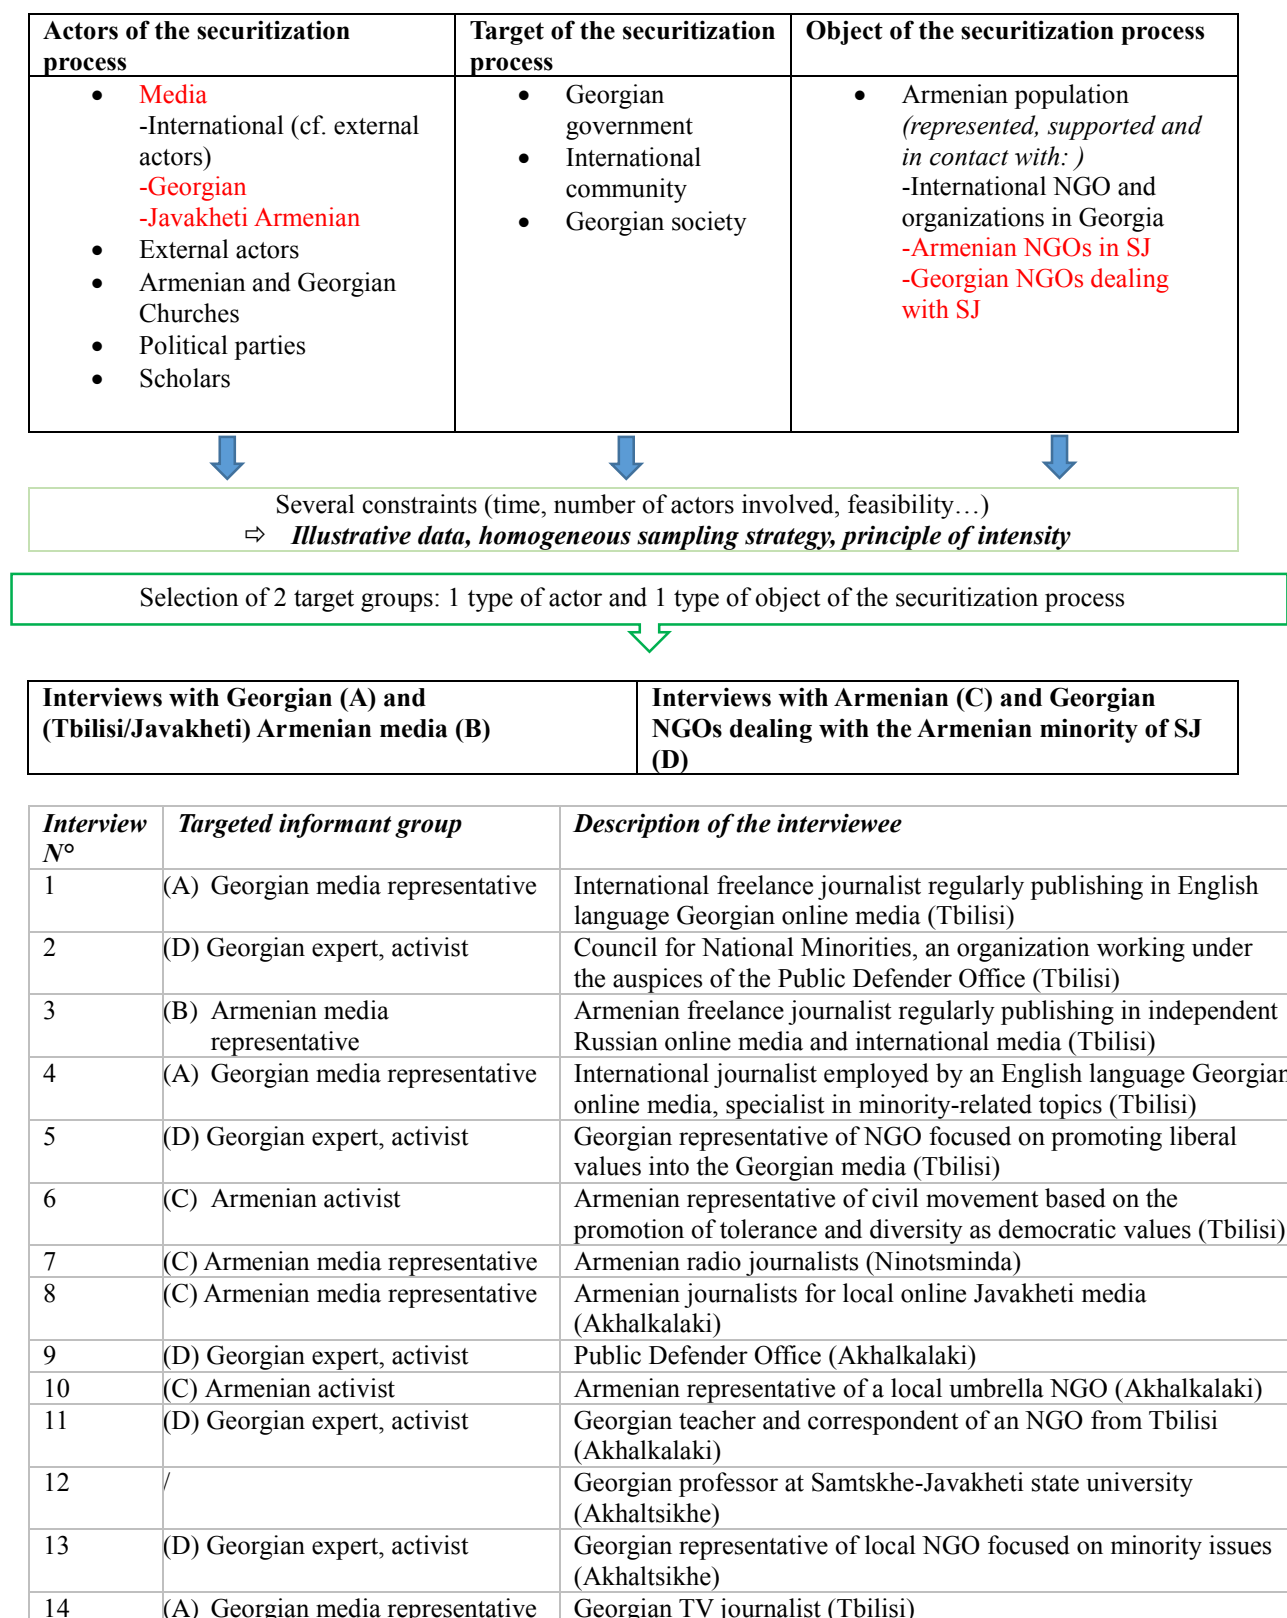 Actors of the securitization
process
Target of the securitization
process
Object of the securitization process
• Media
-International (cf. external
actors)
-Georgian
-Javakheti Armenian
• External actors
• Armenian and Georgian
Churches
• Political parties
• Scholars
• Georgian
government
• International
community
• Georgian society
• Armenian population
(represented, supported and
in contact with: )
-International NGO and
organizations in Georgia
-Armenian NGOs in SJ
-Georgian NGOs dealing
with SJ
Several constraints (time, number of actors involved, feasibility…)
⇨ Illustrative data, homogeneous sampling strategy, principle of intensity
Selection of 2 target groups: 1 type of actor and 1 type of object of the securitization process
Interviews with Georgian (A) and
(Tbilisi/Javakheti) Armenian media (B)
Interviews with Armenian (C) and Georgian
NGOs dealing with the Armenian minority of SJ
(D)
Interview
N°
Targeted informant group
Description of the interviewee
1
(A) Georgian media representative
International freelance journalist regularly publishing in English
language Georgian online media (Tbilisi)
2
(D) Georgian expert, activist
Council for National Minorities, an organization working under
the auspices of the Public Defender Office (Tbilisi)
3
(B) Armenian media
representative
Armenian freelance journalist regularly publishing in independent
Russian online media and international media (Tbilisi)
4
(A) Georgian media representative
International journalist employed by an English language Georgian
online media, specialist in minority-related topics (Tbilisi)
5
(D) Georgian expert, activist
Georgian representative of NGO focused on promoting liberal
values into the Georgian media (Tbilisi)
6
(C) Armenian activist
Armenian representative of civil movement based on the
promotion of tolerance and diversity as democratic values (Tbilisi)
7
(C) Armenian media representative
Armenian radio journalists (Ninotsminda)
8
(C) Armenian media representative
Armenian journalists for local online Javakheti media
(Akhalkalaki)
9
(D) Georgian expert, activist
Public Defender Office (Akhalkalaki)
10
(C) Armenian activist
Armenian representative of a local umbrella NGO (Akhalkalaki)
11
(D) Georgian expert, activist
Georgian teacher and correspondent of an NGO from Tbilisi
(Akhalkalaki)
12
/
Georgian professor at Samtskhe-Javakheti state university
(Akhaltsikhe)
13
(D) Georgian expert, activist
Georgian representative of local NGO focused on minority issues
(Akhaltsikhe)
14
(A) Georgian media representative
Georgian TV journalist (Tbilisi)